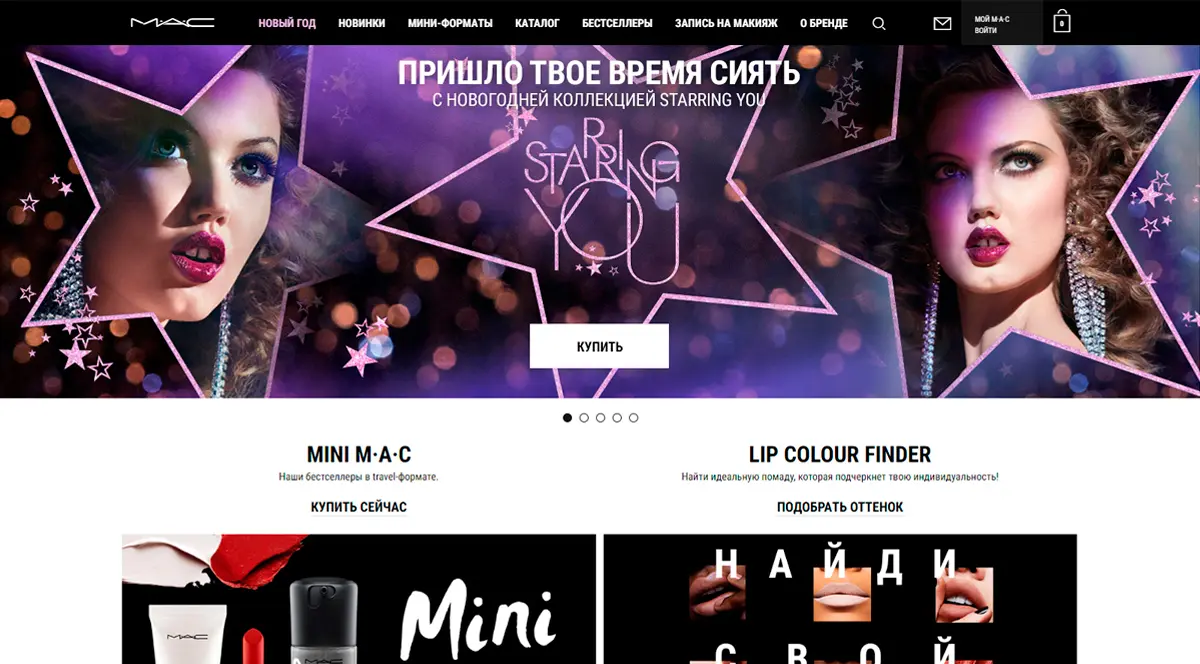 MAC
НОВЫЙ ГОД
НОВИНКИ
МИНИ-ФОРМАТЫ
КАТАЛОГ
БЕСТСЕЛЛЕРЫ
ЗАПИСЬ НА МАКИЯЖ
О БРЕНДЕ
МОЙ M·A·C
ВОЙТИ
0
ПРИШЛО ТВОЕ ВРЕМЯ СИЯТЬ
С НОВОГОДНЕЙ КОЛЛЕКЦИЕЙ STARRING YOU
STARRING
YOU
КУПИТЬ
MINI M·A·C
Наши бестселлеры в travel-формате.
КУПИТЬ СЕЙЧАС
LIP COLOUR FINDER
Найти идеальную помаду, которая подчеркнет твою индивидуальность!
ПОДОБРАТЬ ОТТЕНОК
MAC
MAC
Mini
НАЙДИ
СВОЙ